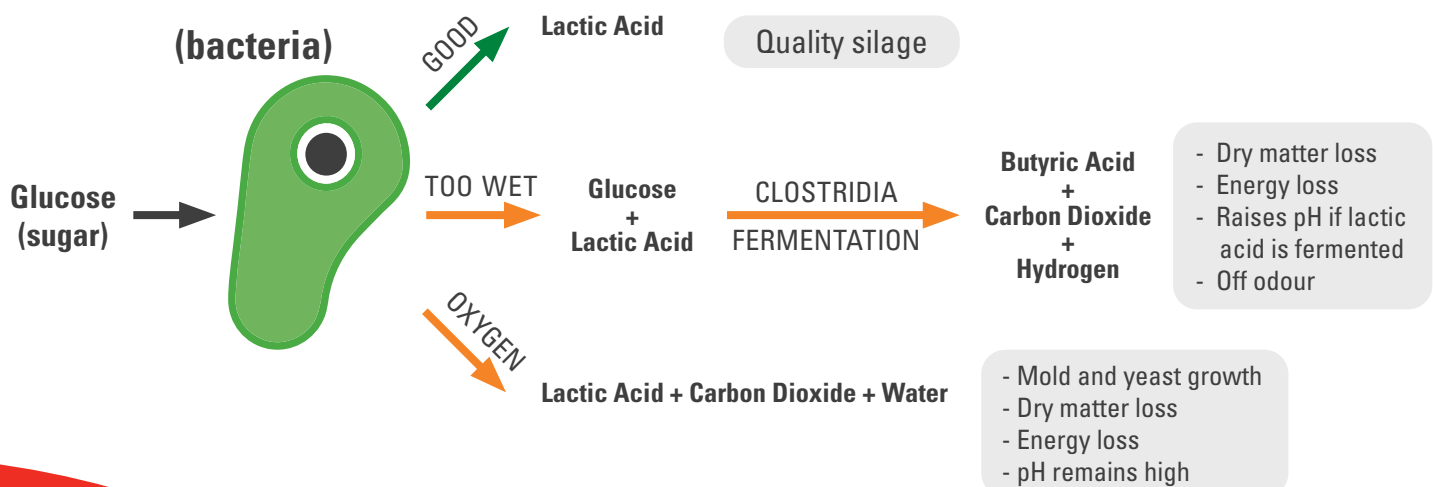 (bacteria)
Glucose
(sugar)
GOOD
Lactic Acid
Quality silage
TOO WET
Glucose
+
Lactic Acid
CLOSTRIDIA
FERMENTATION
Butyric Acid
+
Carbon Dioxide
+
Hydrogen
- Dry matter loss
- Energy loss
- Raises pH if lactic
acid is fermented
- Off odour
OXYGEN
Lactic Acid + Carbon Dioxide + Water
- Mold and yeast growth
- Dry matter loss
- Energy loss
- pH remains high